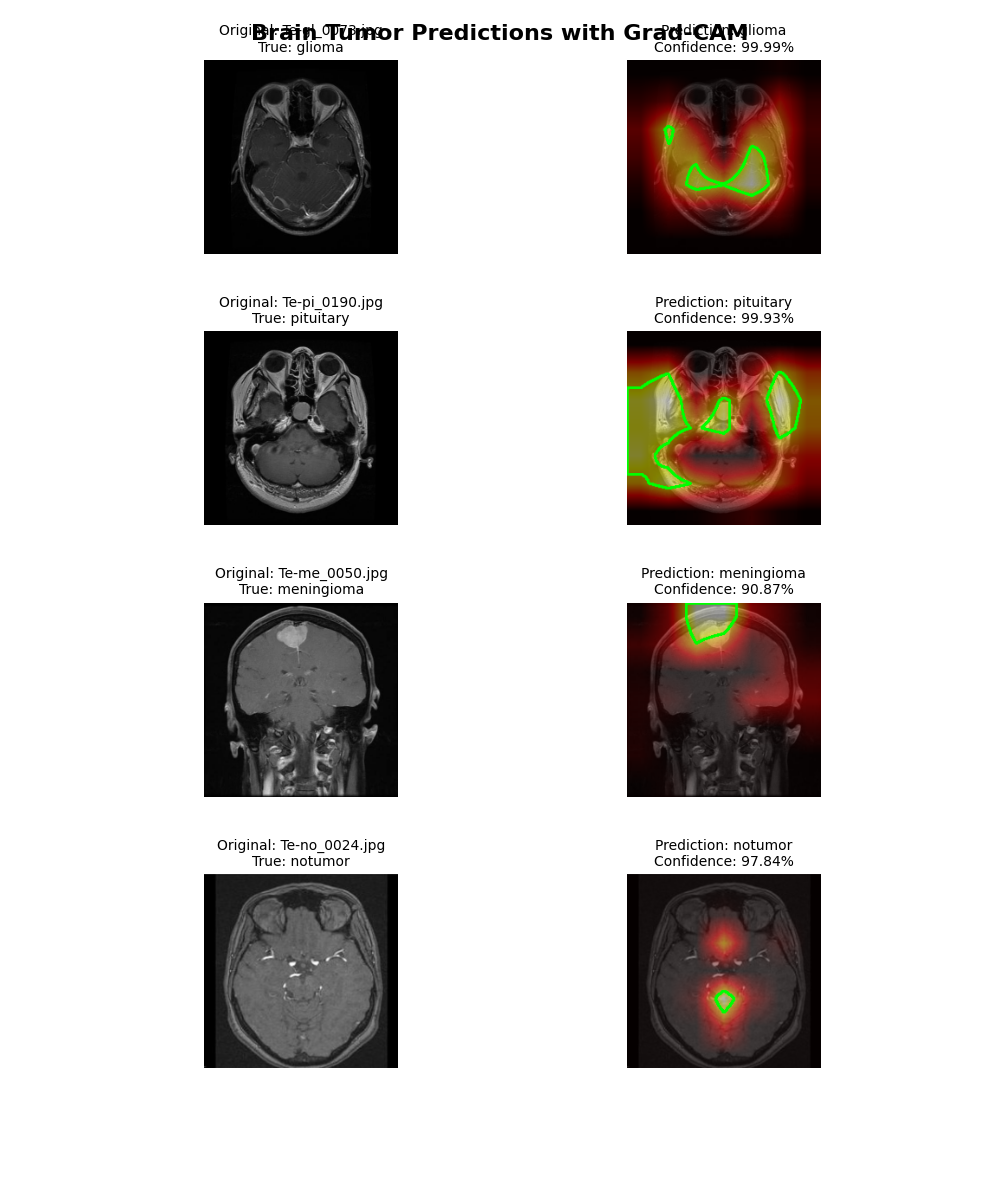 Brain Tumor Predictions with Grad-CAM
Original: Te-gl_0073.jpg
True: glioma
Prediction: glioma
Confidence: 99.99%
Original: Te-pi_0190.jpg
True: pituitary
Prediction: pituitary
Confidence: 99.93%
Original: Te-me_0050.jpg
True: meningioma
Prediction: meningioma
Confidence: 90.87%
Original: Te-no_0024.jpg
True: notumor
Prediction: notumor
Confidence: 97.84%